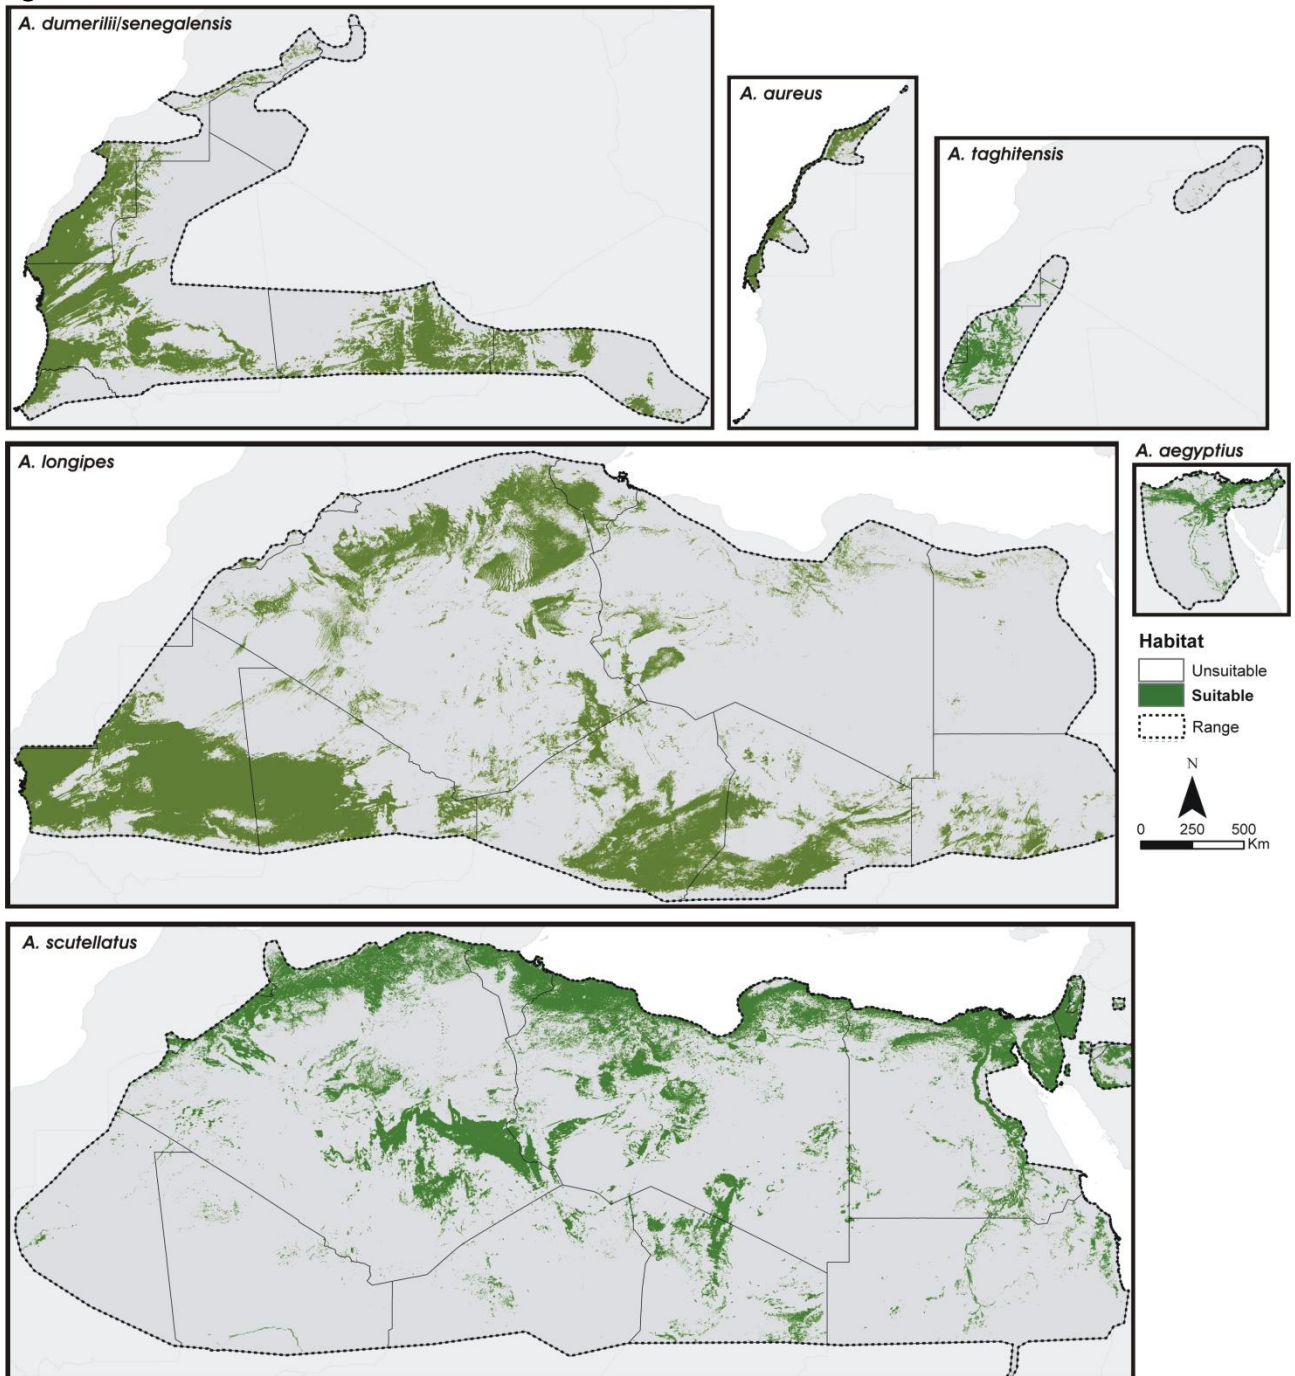 A. dumerilii/senegalensis
A. aureus
A. taghitensis
A. longipes
A. aegyptius
Habitat
Unsuitable
Suitable
Range
N
0 250 500
Km
A. scutellatus